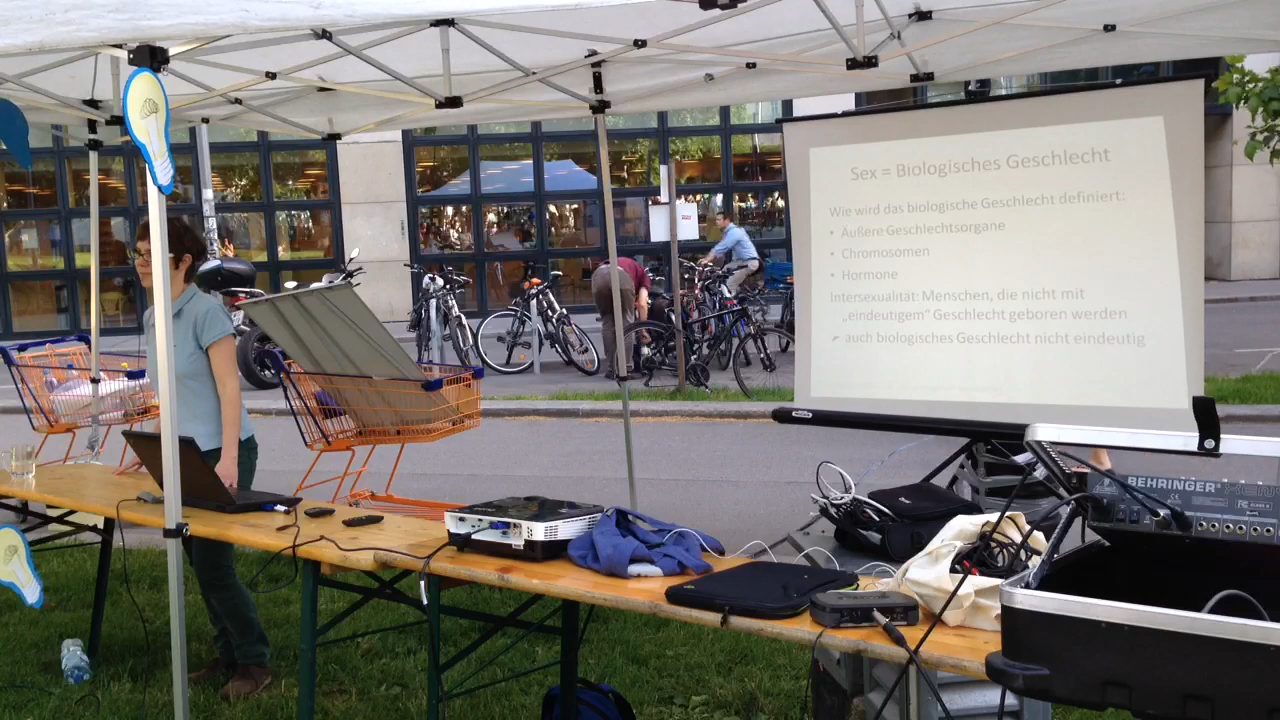 Sex = Biologisches Geschlecht
Wie wird das biologische Geschlecht definiert:
• Äußere Geschlechtsorgane
• Chromosomen
• Hormone
Intersexualität: Menschen, die nicht mit
„eindeutigem" Geschlecht geboren werden
auch biologisches Geschlecht nicht eindeutig
BEHRINGER XENYX